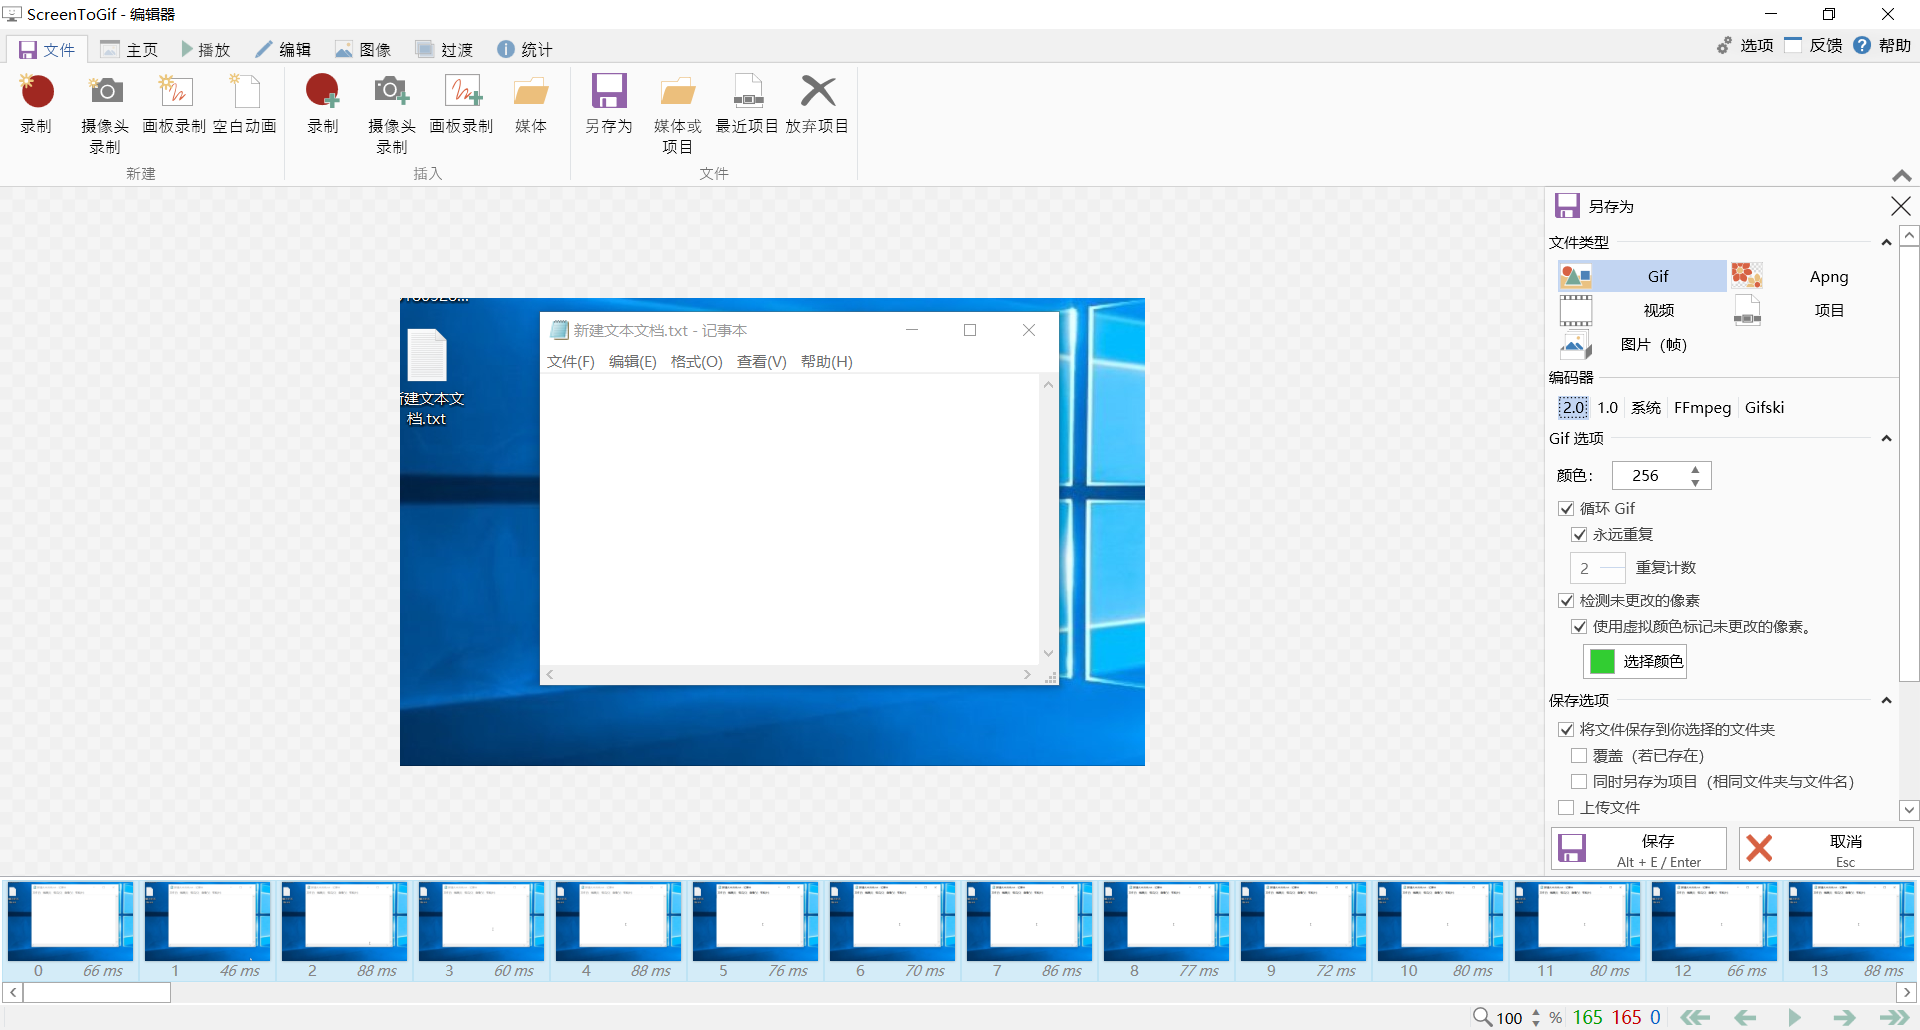 ScreenToGif - 编辑器
文件 主页 播放 编辑 图像 过渡 统计 选项 反馈 帮助
录制 摄像头录制 画板录制 空白动画 录制 摄像头录制 画板录制 媒体 另存为 媒体或项目 最近项目 放弃项目
新建 插入 文件
另存为
文件类型
Gif Apng
视频 项目
图片（帧）
编码器
2.0 1.0 系统 FFmpeg Gifski
Gif 选项
颜色： 256
循环 Gif
永远重复
2 重复计数
检测未更改的像素
使用虚拟颜色标记未更改的像素。
选择颜色
保存选项
将文件保存到你选择的文件夹
覆盖（若已存在）
同时另存为项目（相同文件夹与文件名）
上传文件
保存 取消
Alt + E / Enter Esc
新建文本文档.txt - 记事本
文件(F) 编辑(E) 格式(O) 查看(V) 帮助(H)
建文本文
档.txt
0 66 ms 1 46 ms 2 88 ms 3 60 ms 4 88 ms 5 76 ms 6 70 ms 7 86 ms 8 77 ms 9 72 ms 10 80 ms 11 80 ms 12 66 ms 13 88 ms
100 % 165 165 0